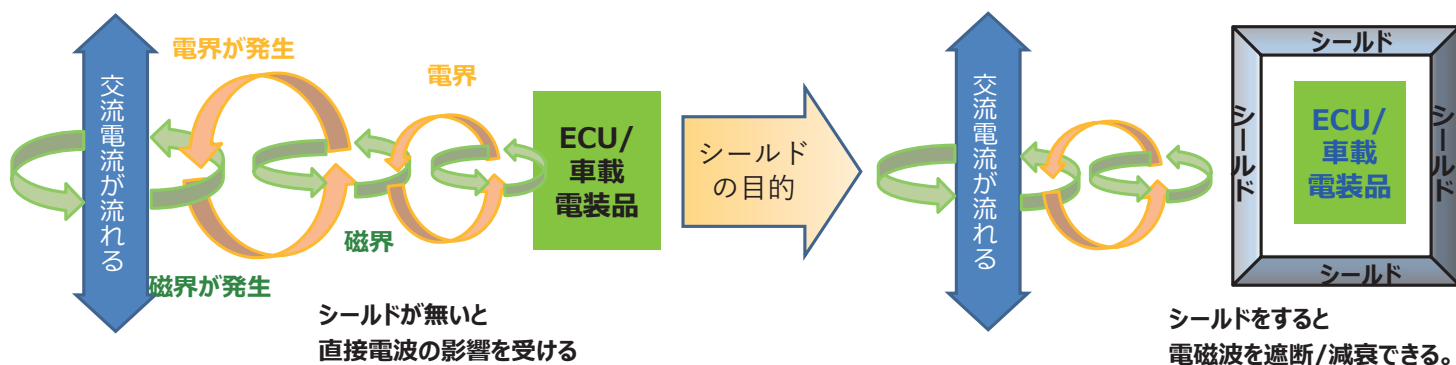 交流電流が流れる
電界が発生
電界
磁界
磁界が発生
ECU/
車載
電装品
シールドが無いと
直接電波の影響を受ける
シールド
の目的
交流電流が流れる
シールド
シールド
ECU/
車載
電装品
シールド
シールド
シールドをすると
電磁波を遮断/減衰できる。